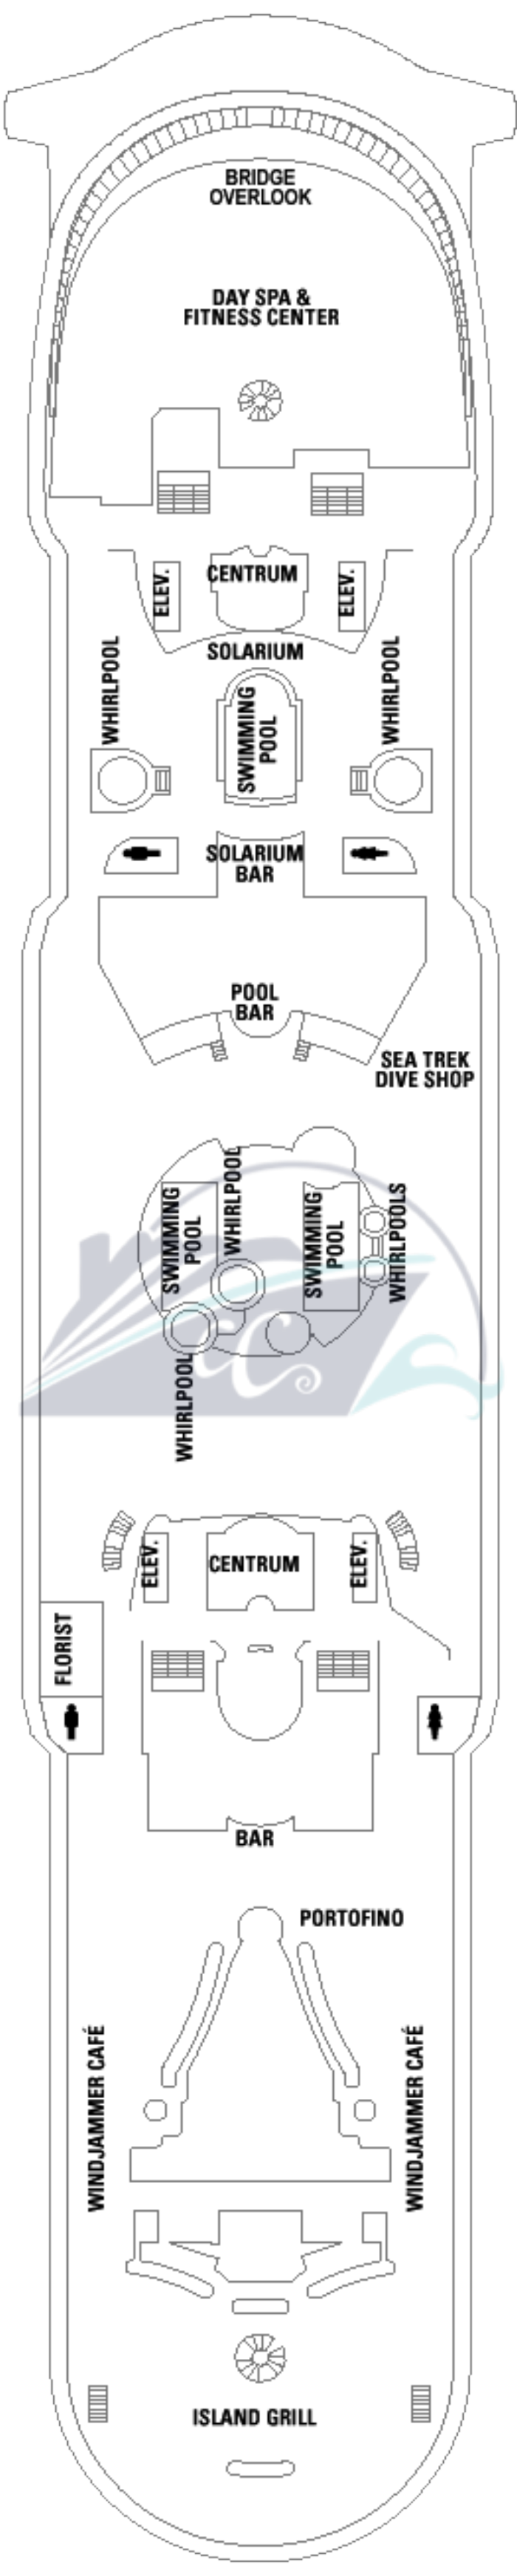 BRIDGE
OVERLOOK
DAY SPA &
FITNESS CENTER
ELEV.
CENTRUM
ELEV.
SOLARIUM
WHIRLPOOL
SWIMMING
POOL
WHIRLPOOL
SOLARIUM
BAR
POOL
BAR
SEA TREK
DIVE SHOP
SWIMMING
POOL
WHIRLPOOL
SWIMMING
POOL
WHIRLPOOLS
WHIRLPOOL
CC
ELEV.
CENTRUM
ELEV.
FLORIST
BAR
PORTOFINO
WINDJAMMER CAFÉ
WINDJAMMER CAFÉ
ISLAND GRILL